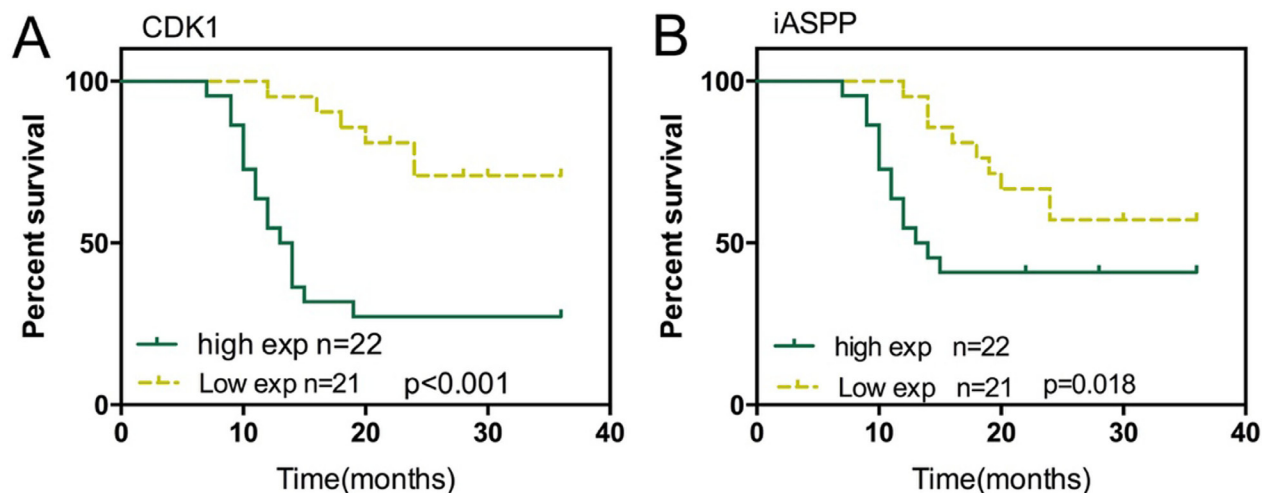 A
CDK1
Percent survival
100
50
0
high exp n=22
Low exp n=21 p<0.001
0 10 20 30 40
Time(months)
B
iASPP
Percent survival
100
50
0
high exp n=22
Low exp n=21 p=0.018
0 10 20 30 40
Time(months)